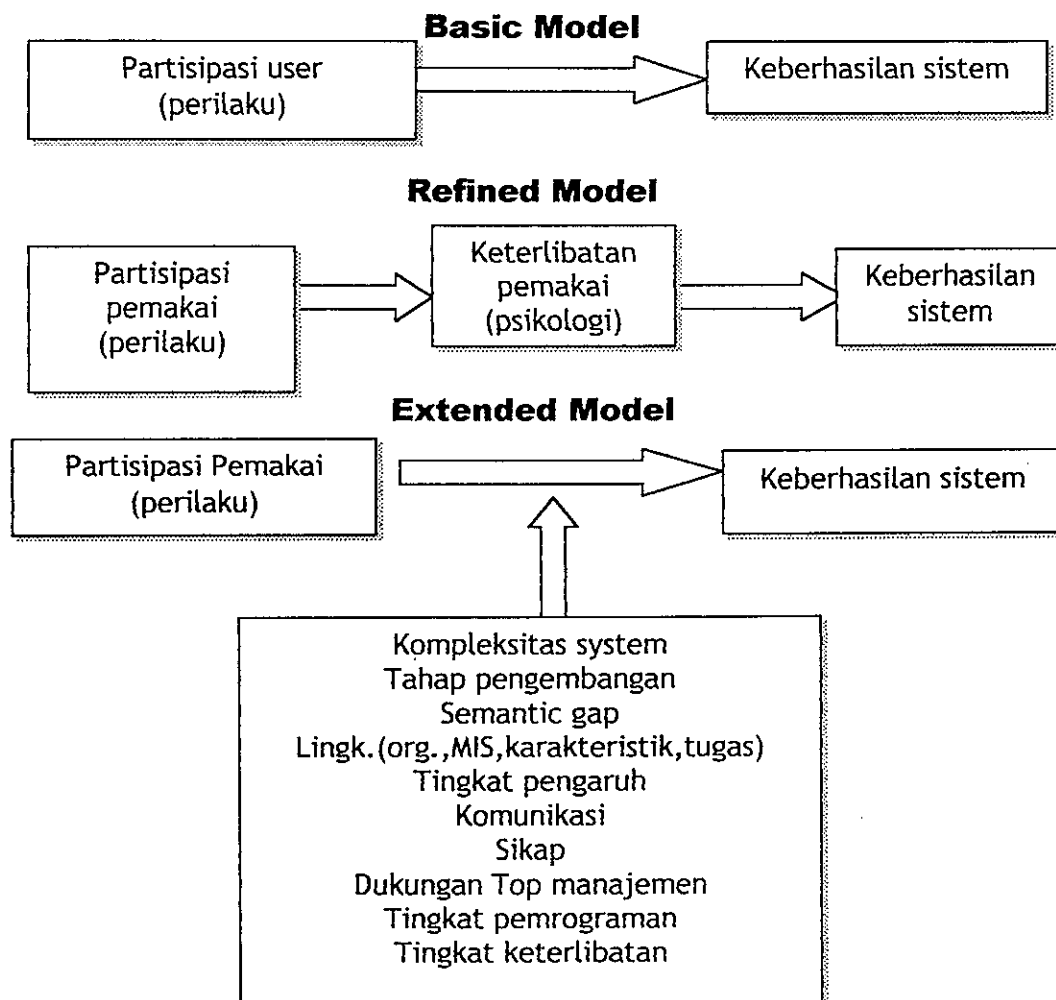 Basic Model
Partisipasi user
(perilaku)
Keberhasilan sistem
Refined Model
Partisipasi
pemakai
(perilaku)
Keterlibatan
pemakai
(psikologi)
Keberhasilan
sistem
Extended Model
Partisipasi Pemakai
(perilaku)
Keberhasilan sistem
Kompleksitas system
Tahap pengembangan
Semantic gap
Lingk.(org.,MIS,karakteristik,tugas)
Tingkat pengaruh
Komunikasi
Sikap
Dukungan Top manajemen
Tingkat pemrograman
Tingkat keterlibatan